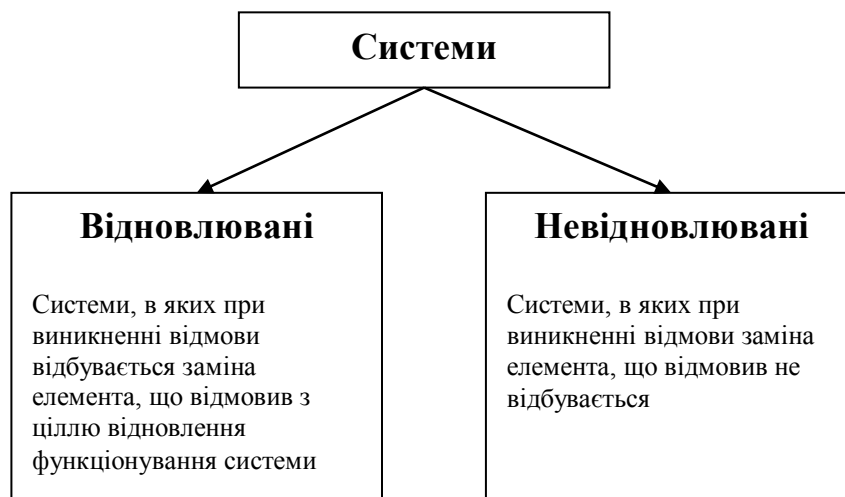 Системи
Відновлювані
Системи, в яких при
виникненні відмови
відбувається заміна
елемента, що відмовив з
ціллю відновлення
функціонування системи
Невідновлювані
Системи, в яких при
виникненні відмови заміна
елемента, що відмовив не
відбувається